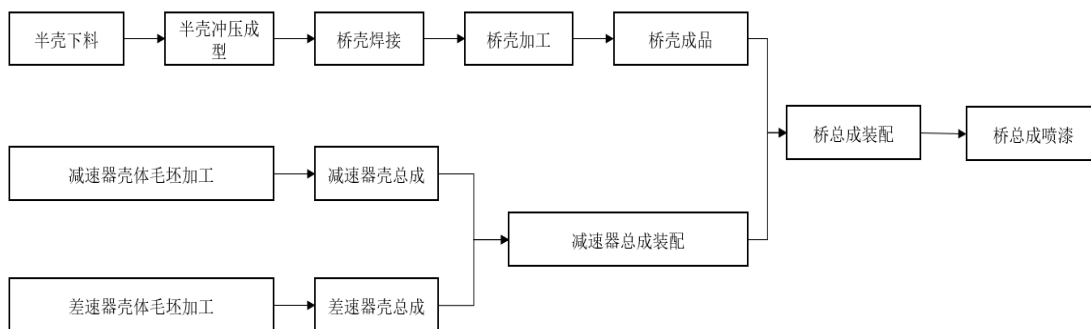 半壳下料
半壳冲压成
型
桥壳焊接
桥壳加工
桥壳成品
桥总成装配
桥总成喷漆
减速器壳体毛坯加工
减速器壳总成
减速器总成装配
差速器壳体毛坯加工
差速器壳总成